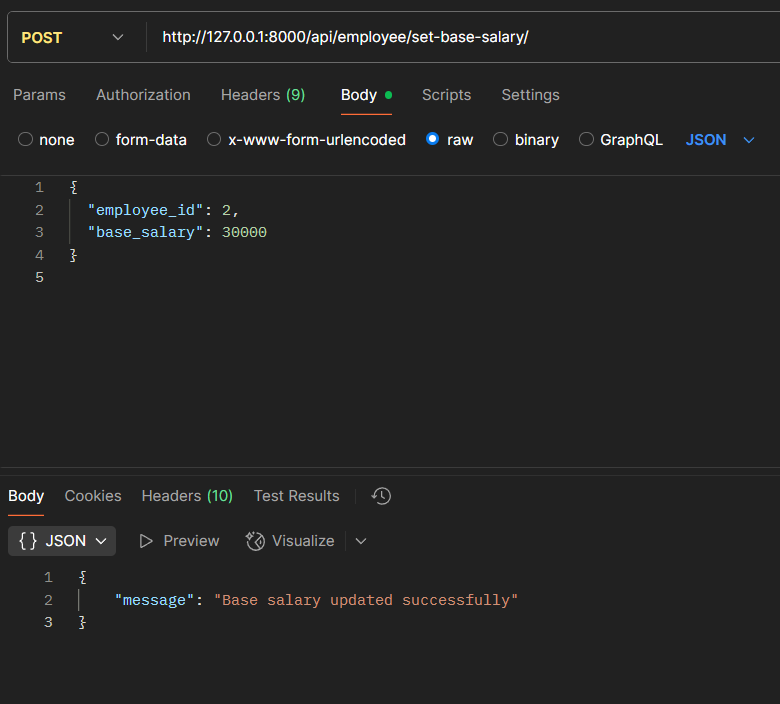 POST http://127.0.0.1:8000/api/employee/set-base-salary/
Params Authorization Headers (9) Body Scripts Settings
none form-data x-www-form-urlencoded raw binary GraphQL JSON
1 {
2 "employee_id": 2,
3 "base_salary": 30000
4 }
5
Body Cookies Headers (10) Test Results
{} JSON Preview Visualize
1 {
2 "message": "Base salary updated successfully"
3 }